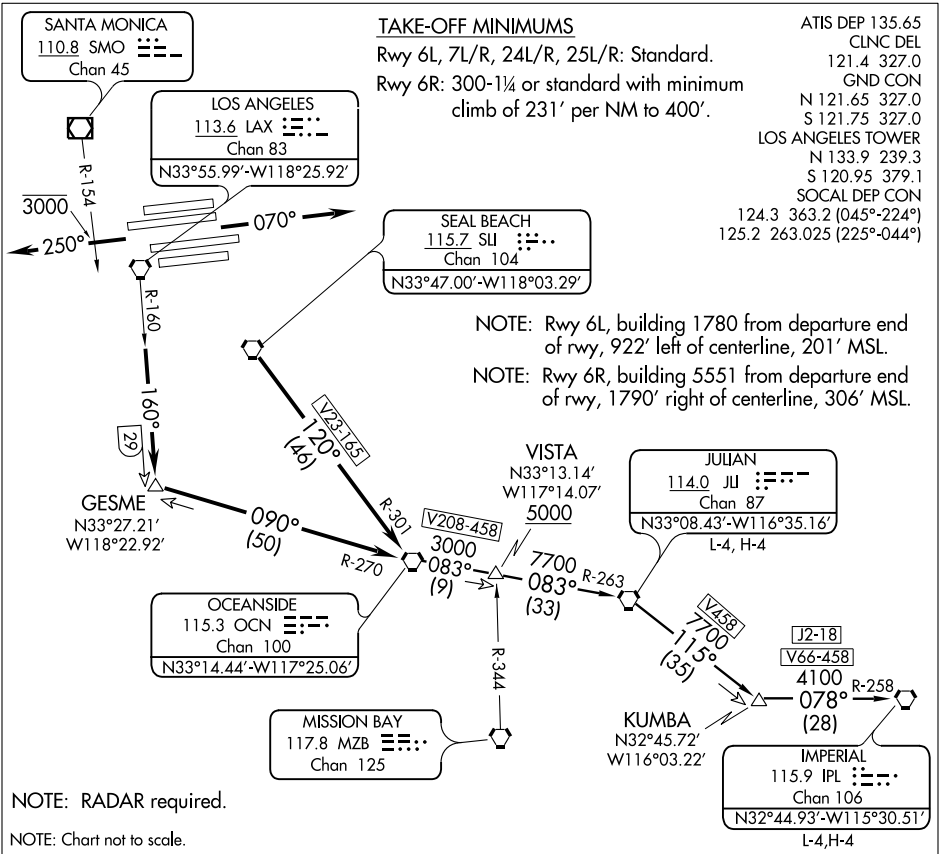 SANTA MONICA
110.8 SMO
Chan 45
TAKE-OFF MINIMUMS
Rwy 6L, 7L/R, 24L/R, 25L/R: Standard.
Rwy 6R: 300-1¼ or standard with minimum
climb of 231' per NM to 400'.
ATIS DEP 135.65
CLNC DEL
121.4 327.0
GND CON
N 121.65 327.0
S 121.75 327.0
LOS ANGELES TOWER
N 133.9 239.3
S 120.95 379.1
SOCAL DEP CON
124.3 363.2 (045°-224°)
125.2 263.025 (225°-044°)
LOS ANGELES
113.6 LAX
Chan 83
N33°55.99'-W118°25.92'
R-154
3000
250°
070°
SEAL BEACH
115.7 SLI
Chan 104
N33°47.00'-W118°03.29'
R-160
160°
29
NOTE: Rwy 6L, building 1780 from departure end
of rwy, 922' left of centerline, 201' MSL.
NOTE: Rwy 6R, building 5551 from departure end
of rwy, 1790' right of centerline, 306' MSL.
V23-165
120°
(46)
R-301
GESME
N33°27.21'
W118°22.92'
090°
(50)
R-270
V208-458
3000
083°
(9)
VISTA
N33°13.14'
W117°14.07'
5000
7700
083°
(33)
R-263
JULIAN
114.0 JLI
Chan 87
N33°08.43'-W116°35.16'
L-4, H-4
OCEANSIDE
115.3 OCN
Chan 100
N33°14.44'-W117°25.06'
R-344
MISSION BAY
117.8 MZB
Chan 125
V458
7700
115°
(35)
KUMBA
N32°45.72'
W116°03.22'
J2-18
V66-458
4100
078°
(28)
R-258
IMPERIAL
115.9 IPL
Chan 106
N32°44.93'-W115°30.51'
L-4,H-4
NOTE: RADAR required.
NOTE: Chart not to scale.